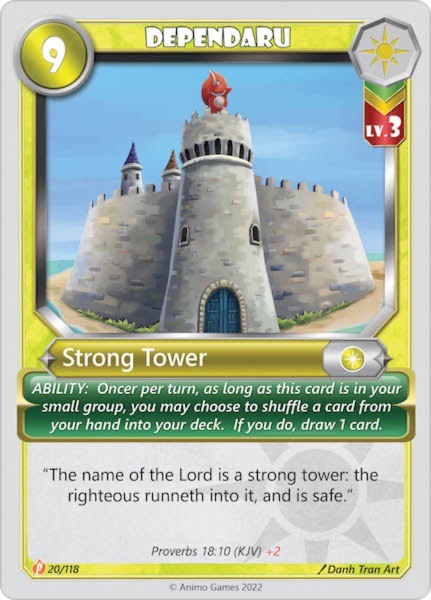 9
DEPENDARU
LV.3
Strong Tower
ABILITY: Oncer per turn, as long as this card is in your
small group, you may choose to shuffle a card from
your hand into your deck. If you do, draw 1 card.
“The name of the Lord is a strong tower: the
righteous runneth into it, and is safe.”
Proverbs 18:10 (KJV) +2
20/118
Danh Tran Art
© Animo Games 2022